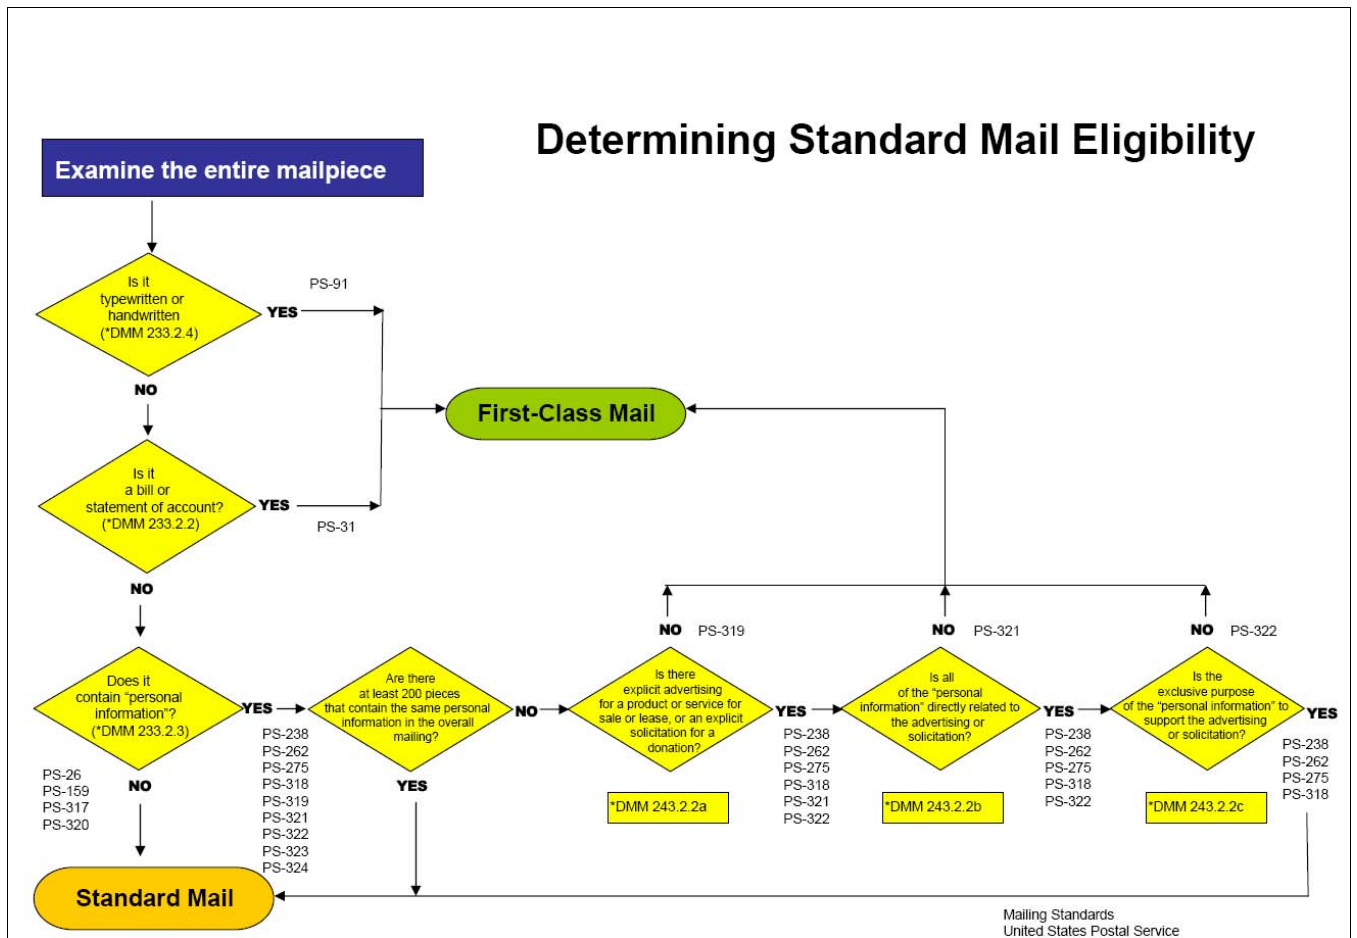 Determining Standard Mail Eligibility
Examine the entire mailpiece
Is it
typewritten or
handwritten
(*DMM 233.2.4)
YES
PS-91
NO
First-Class Mail
Is it
a bill or
statement of account?
(*DMM 233.2.2)
YES
PS-31
NO
Does it
contain “personal
information”?
(*DMM 233.2.3)
YES
PS-238
PS-262
PS-275
PS-318
PS-319
PS-321
PS-322
PS-323
PS-324
NO
PS-26
PS-159
PS-317
PS-320
Are there
at least 200 pieces
that contain the same personal
information in the overall
mailing?
NO
YES
Is there
explicit advertising
for a product or service for
sale or lease, or an explicit
solicitation for a
donation?
NO PS-319
YES
PS-238
PS-262
PS-275
PS-318
PS-321
PS-322
*DMM 243.2.2a
Is all
of the “personal
information” directly related to
the advertising or
solicitation?
NO PS-321
YES
PS-238
PS-262
PS-275
PS-318
PS-322
*DMM 243.2.2b
Is the
exclusive purpose
of the “personal information” to
support the advertising
or solicitation?
NO PS-322
YES
PS-238
PS-262
PS-275
PS-318
*DMM 243.2.2c
Standard Mail
Mailing Standards
United States Postal Service